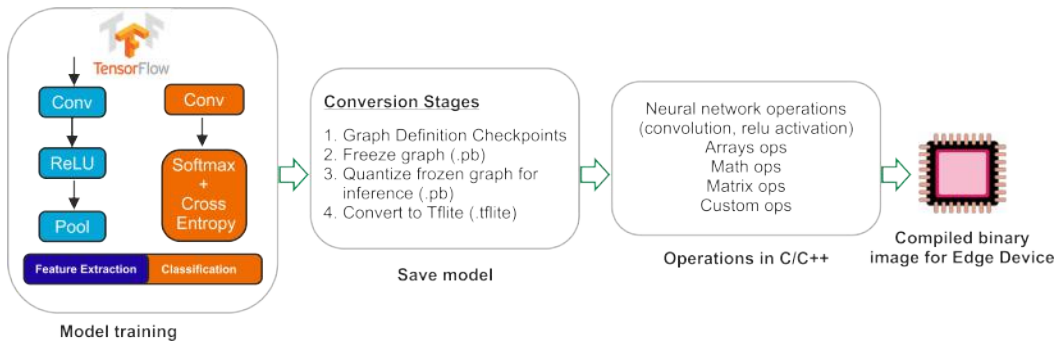 TensorFlow
Conv
ReLU
Pool
Conv
Softmax
+
Cross
Entropy
Feature Extraction
Classification
Model training
Conversion Stages
1. Graph Definition Checkpoints
2. Freeze graph (.pb)
3. Quantize frozen graph for
inference (.pb)
4. Convert to Tflite (.tflite)
Save model
Neural network operations
(convolution, relu activation)
Arrays ops
Math ops
Matrix ops
Custom ops
Operations in C/C++
Compiled binary
image for Edge Device